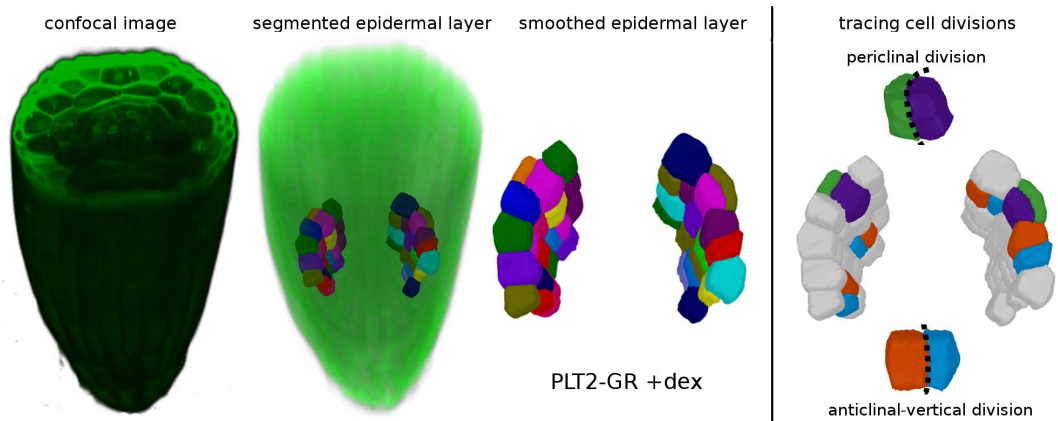 confocal image
segmented epidermal layer
smoothed epidermal layer
PLT2-GR +dex
tracing cell divisions
periclinal division
anticlinal-vertical division